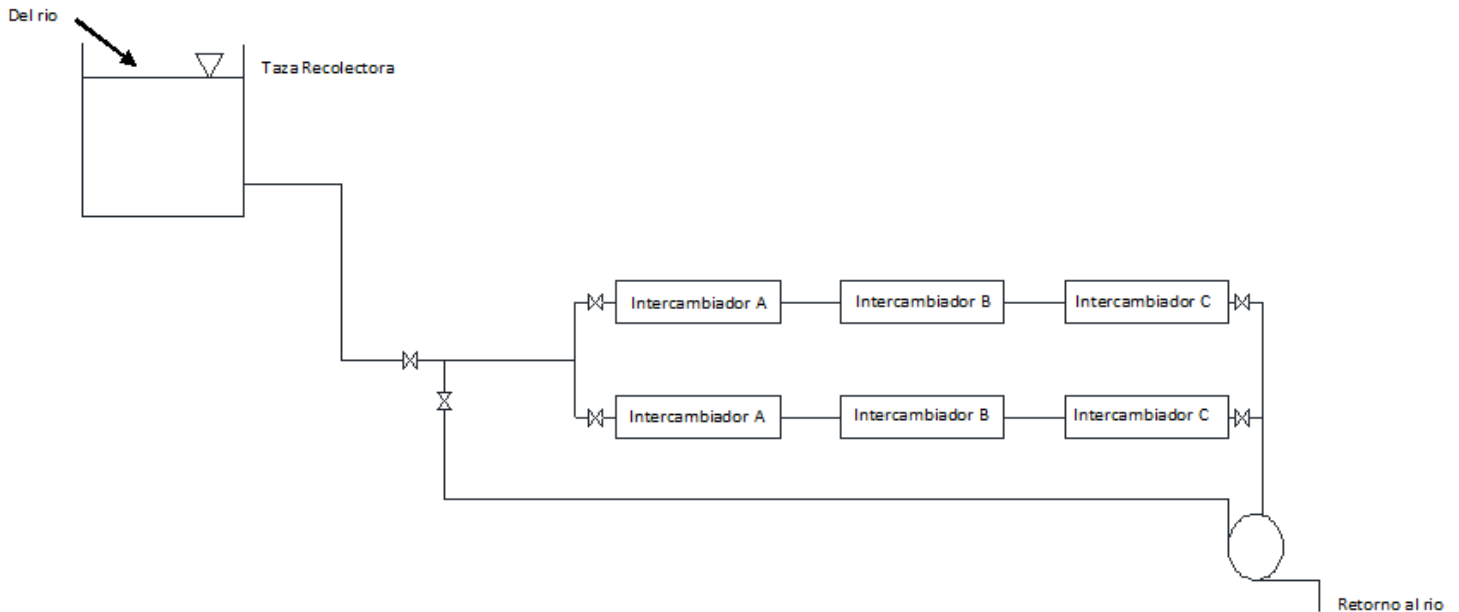 Del rio
Taza Recolectora
Intercambiador A
Intercambiador B
Intercambiador C
Intercambiador A
Intercambiador B
Intercambiador C
Retorno al rio